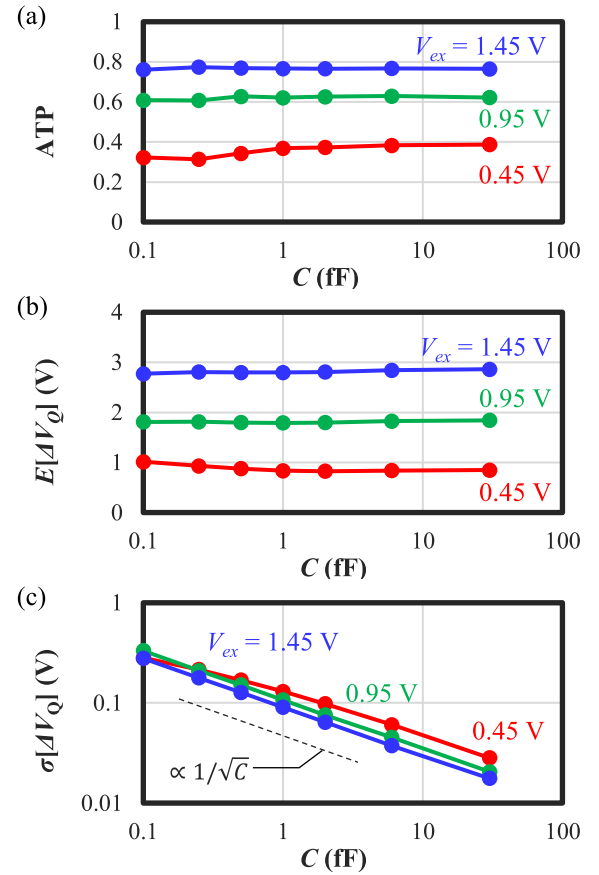 (a)
1
0.8
0.6
0.4
0.2
0
ATP
V_ex = 1.45 V
0.95 V
0.45 V
0.1
1
10
100
C (fF)
(b)
4
3
2
1
0
E[ΔV_Q] (V)
V_ex = 1.45 V
0.95 V
0.45 V
0.1
1
10
100
C (fF)
(c)
1
0.1
0.01
σ[ΔV_Q] (V)
V_ex = 1.45 V
0.95 V
0.45 V
∝ 1/√C
0.1
1
10
100
C (fF)